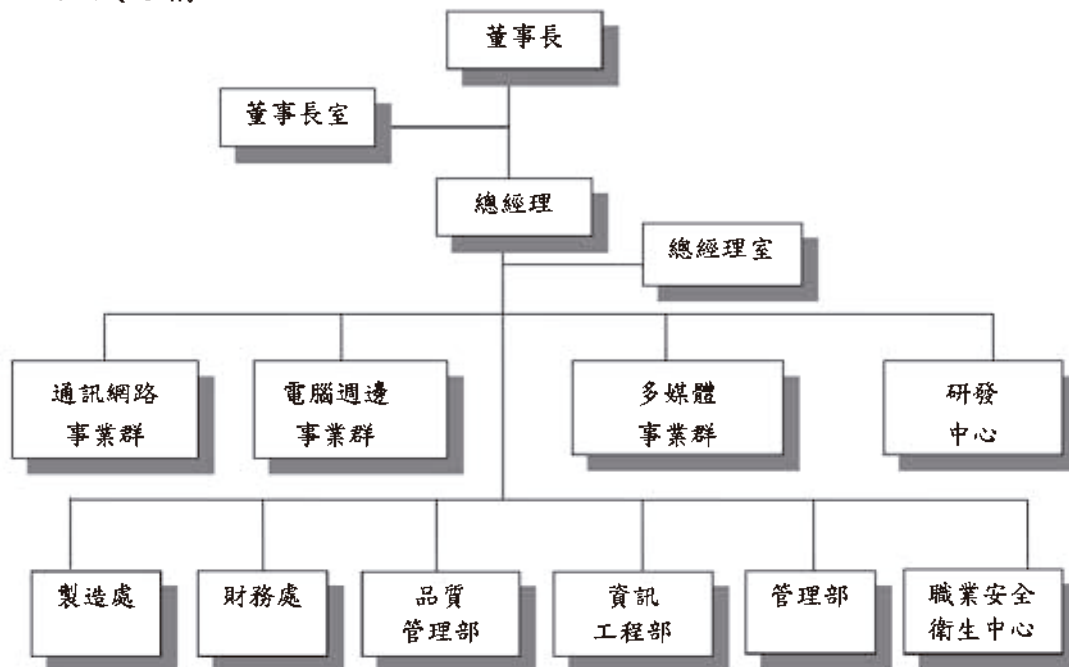 董事長
董事長室
總經理
總經理室
通訊網路
事業群
電腦週邊
事業群
多媒體
事業群
研發
中心
製造處
財務處
品質
管理部
資訊
工程部
管理部
職業安全
衛生中心